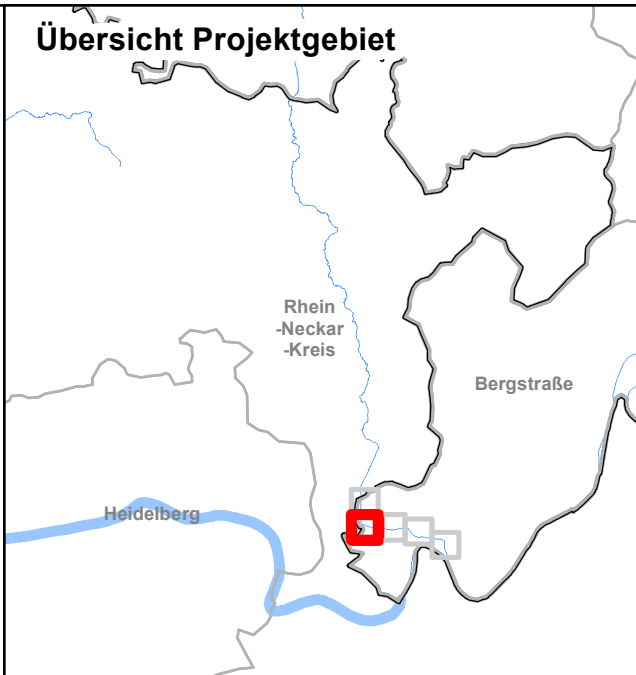 Übersicht Projektgebiet
Rhein
-Neckar
-Kreis
Bergstraße
Heidelberg